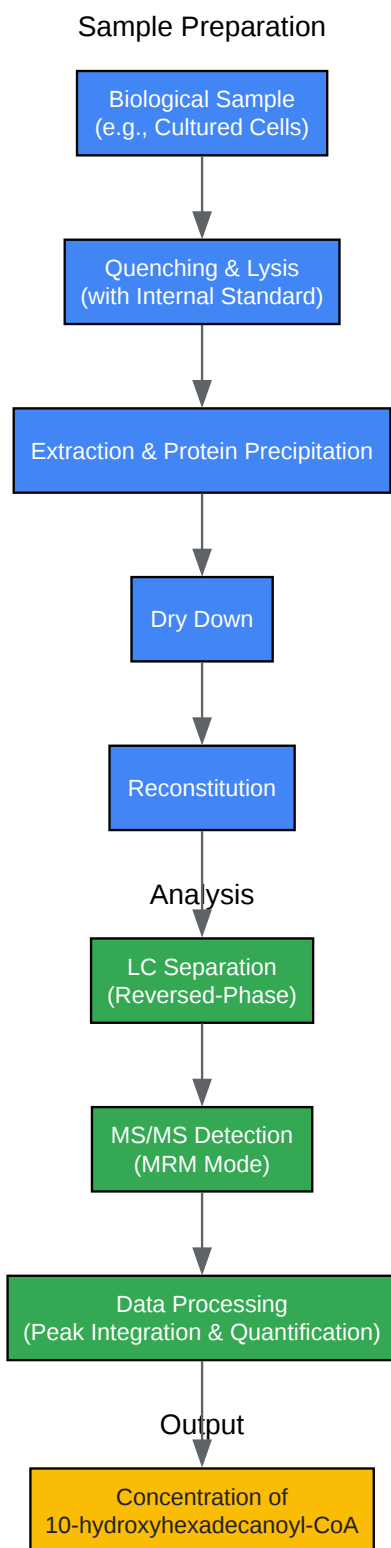 Sample Preparation
Biological Sample
(e.g., Cultured Cells)
Quenching & Lysis
(with Internal Standard)
Extraction & Protein Precipitation
Dry Down
Reconstitution
Analysis
LC Separation
(Reversed-Phase)
MS/MS Detection
(MRM Mode)
Data Processing
(Peak Integration & Quantification)
Output
Concentration of
10-hydroxyhexadecanoyl-CoA